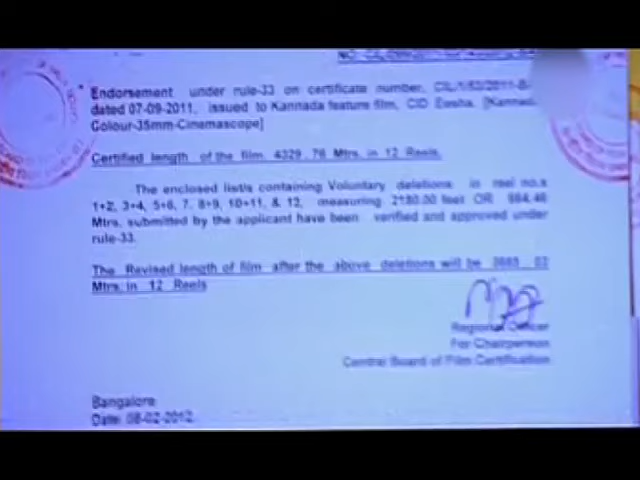 Endorsement under rule-33 on certificate number,
dated 07-09-2011, issued to Kannada feature film, CID Eesha, [Kannada
Colour-35mm-Cinemascope]
Certified length of the film 4329.76 Mtrs. in 12 Reels.
The enclosed list/s containing Voluntary deletions in reel no.s
1+2, 3+4, 5+6, 7, 8+9, 10+11, & 12, measuring 2180.00 feet OR 664.46
Mtrs. submitted by the applicant have been verified and approved under
rule-33.
The Revised length of film after the above deletions will be
Mtrs. in 12 Reels
Regional Officer
For Chairperson
Central Board of Film Certification
Bangalore
Date: 08-02-2012